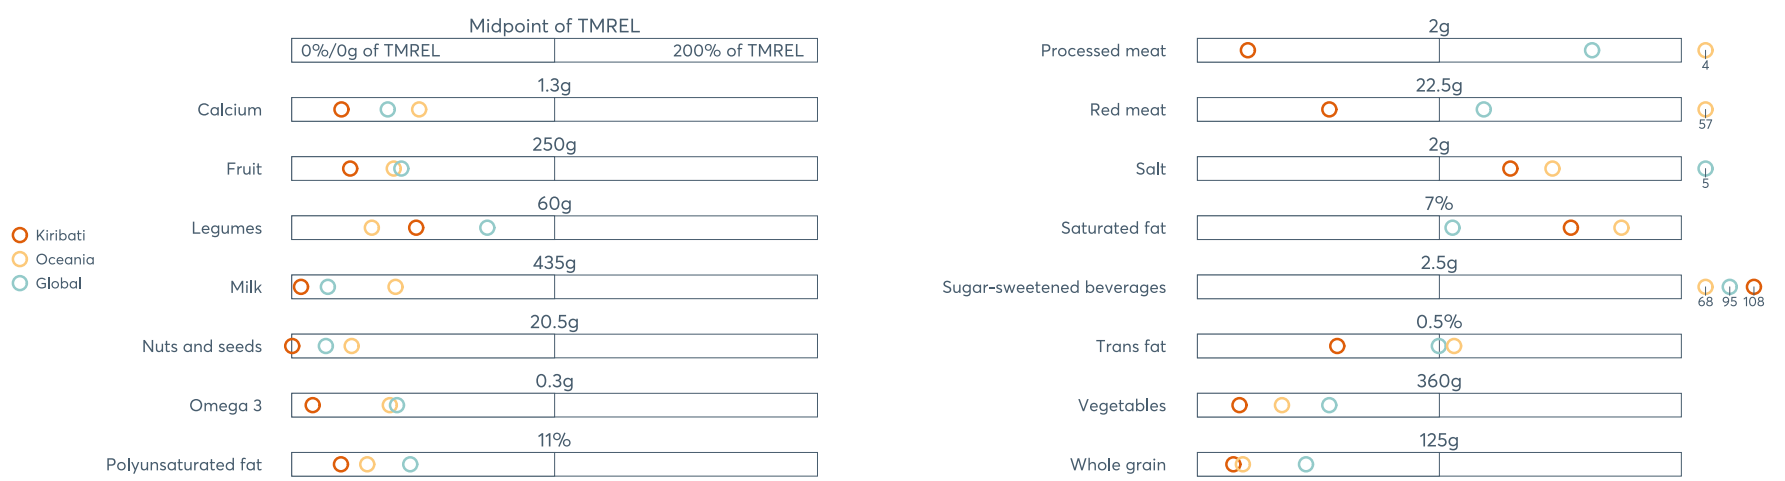 Midpoint of TMREL
0%/0g of TMREL 200% of TMREL
1.3g
Calcium
250g
Fruit
60g
Legumes
435g
Milk
20.5g
Nuts and seeds
0.3g
Omega 3
11%
Polyunsaturated fat
Kiribati
Oceania
Global
2g
Processed meat
4
22.5g
Red meat
57
2g
Salt
5
7%
Saturated fat
2.5g
Sugar-sweetened beverages
68 95 108
0.5%
Trans fat
360g
Vegetables
125g
Whole grain